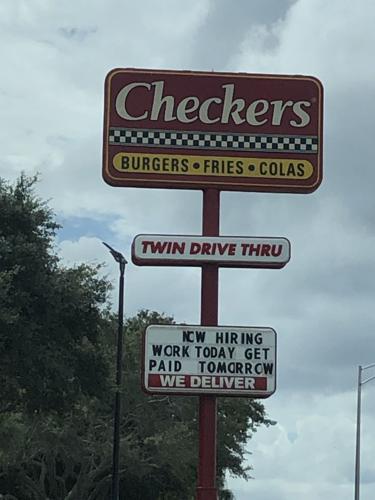 Checkers
BURGERS • FRIES • COLAS
TWIN DRIVE THRU
NOW HIRING
WORK TODAY GET
PAID TOMORROW
WE DELIVER